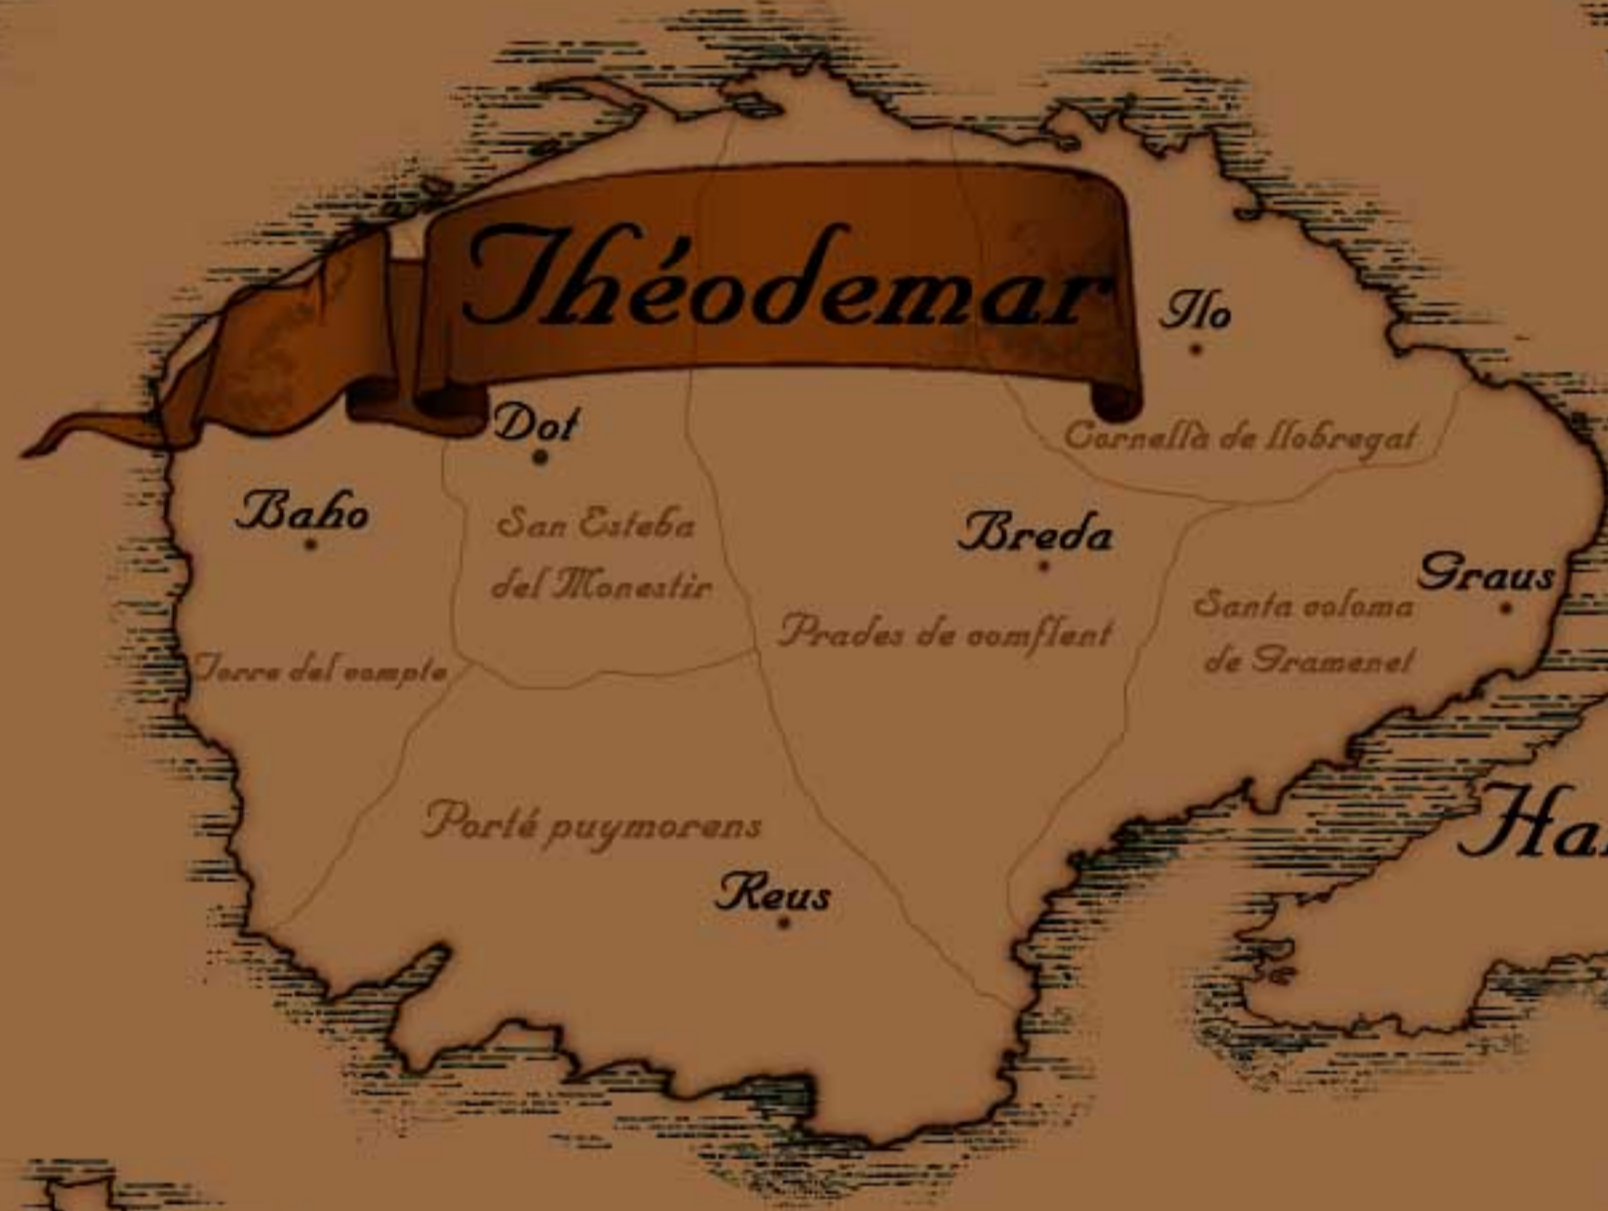 Théodemar
Ilo
Dot
Cornellà de llobregat
Baho
San Esteba
del Monestir
Breda
Graus
Santa coloma
de Gramenet
Prades de comflent
Torre del compte
Porté puymorens
Reus